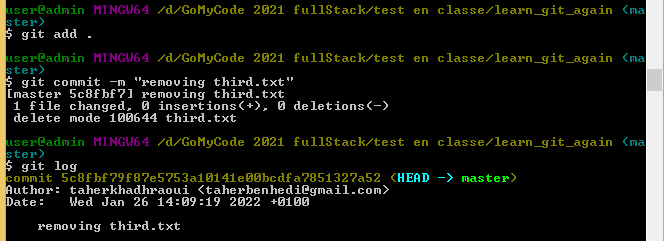 user@admin MINGW64 /d/GoMyCode 2021 fullStack/test en classe/learn_git_again (ma
ster)
$ git add .
user@admin MINGW64 /d/GoMyCode 2021 fullStack/test en classe/learn_git_again (ma
ster)
$ git commit -m "removing third.txt"
[master 5c8fbf7] removing third.txt
 1 file changed, 0 insertions(+), 0 deletions(-)
 delete mode 100644 third.txt
user@admin MINGW64 /d/GoMyCode 2021 fullStack/test en classe/learn_git_again (ma
ster)
$ git log
commit 5c8fbf79f87e5753a10141e00bcdfa7851327a52 (HEAD -> master)
Author: taherkhadhraoui <taherbenhedi@gmail.com>
Date:   Wed Jan 26 14:09:19 2022 +0100
    removing third.txt